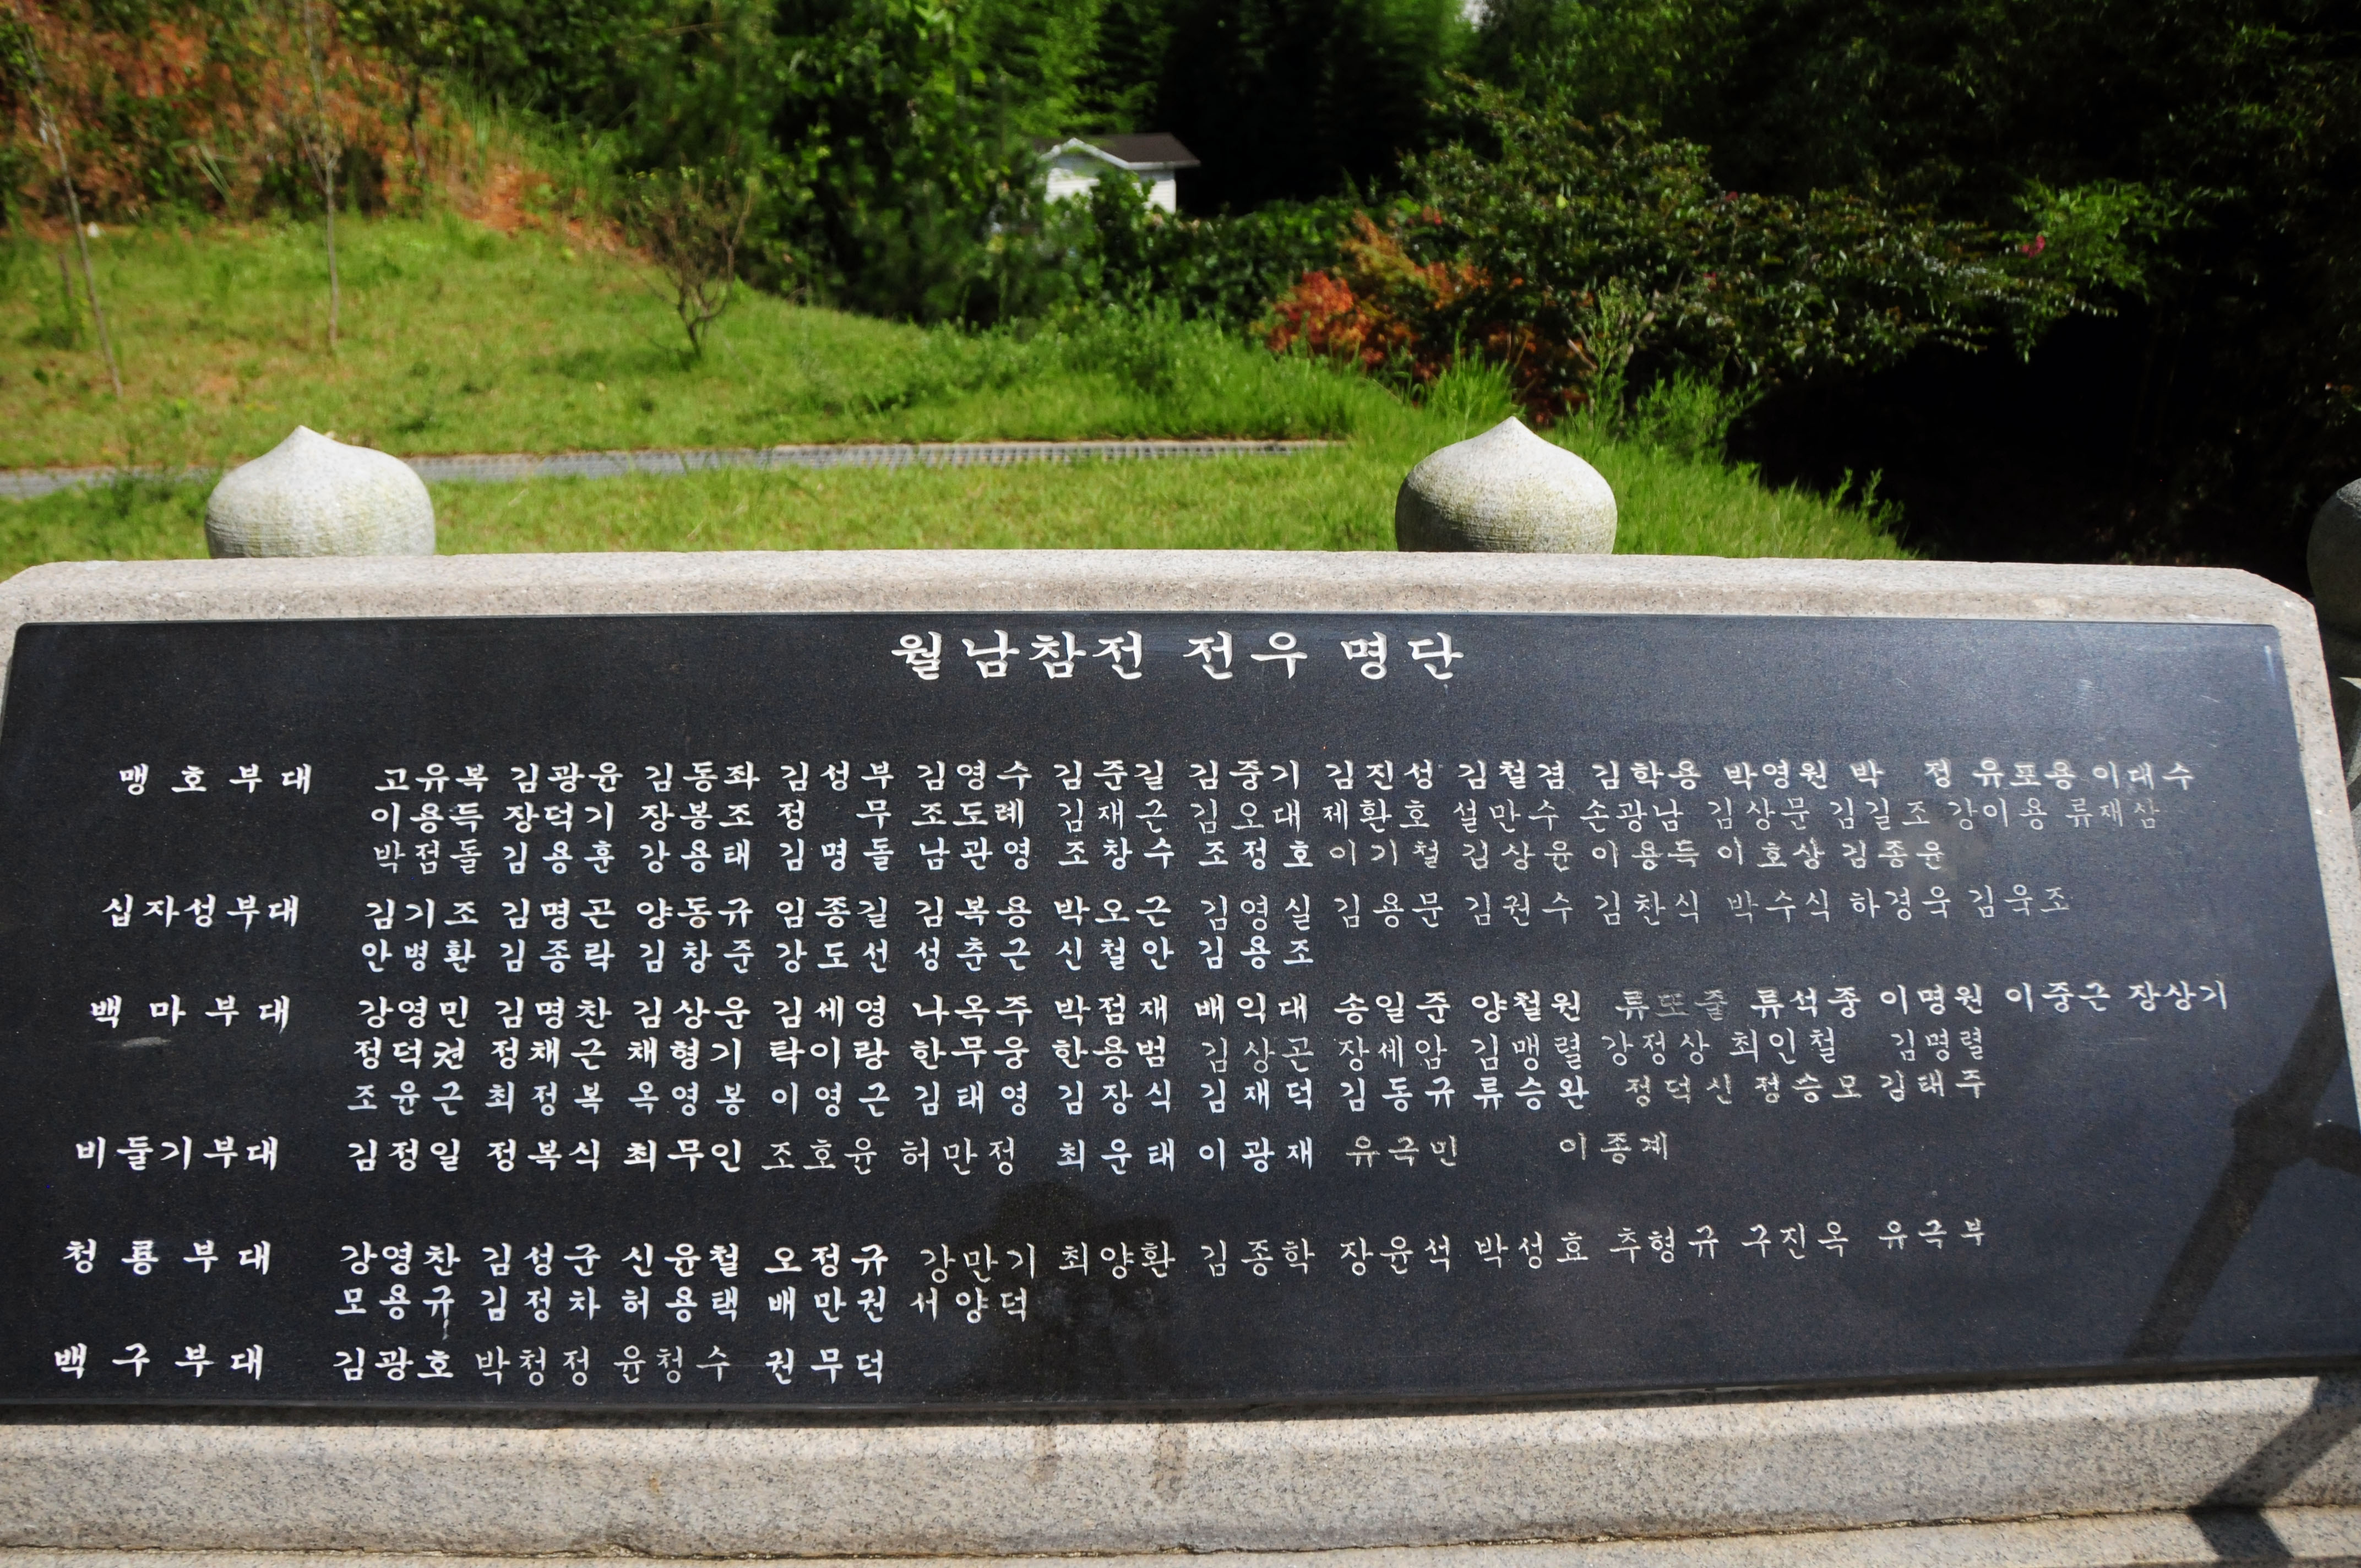 월남참전 전우 명단
맹호부대 고유복 김광윤 김동좌 김성부 김영수 김준길 김중기 김진성 김철겸 김학용 박영원 박 정 유포용 이대수
이용득 장덕기 장봉조 정 무 조도례 김재근 김오대 제환호 설만수 손광남 김상문 김길조 강이용 류재삼
박점돌 김용훈 강용태 김명돌 남관영 조창수 조정호 이기철 김상윤 이용득 이호상 김종윤
십자성부대 김기조 김명곤 양동규 임종길 김복용 박오근 김영실 김용문 김권수 김찬식 박수식 하경욱 김욱조
안병환 김종락 김창준 강도선 성춘근 신철안 김용조
백마부대 강영민 김명찬 김상운 김세영 나옥주 박점재 배익대 송일준 양철원 류또줄 류석종 이명원 이중근 장상기
정덕권 정채근 채형기 탁이랑 한무웅 한용범 김상곤 장세암 김맹렬 강정상 최인철 김명렬
조윤근 최정복 옥영봉 이영근 김태영 김장식 김재덕 김동규 류승완 정덕신 정승모 김태주
비둘기부대 김정일 정복식 최무인 조호윤 허만정 최운태 이광재 유극민 이종계
청룡부대 강영찬 김성군 신윤철 오정규 강만기 최양환 김종학 장윤석 박성효 추형규 구진옥 유극부
모용규 김정차 허용택 배만권 서양덕
백구부대 김광호 박청정 윤청수 권무덕